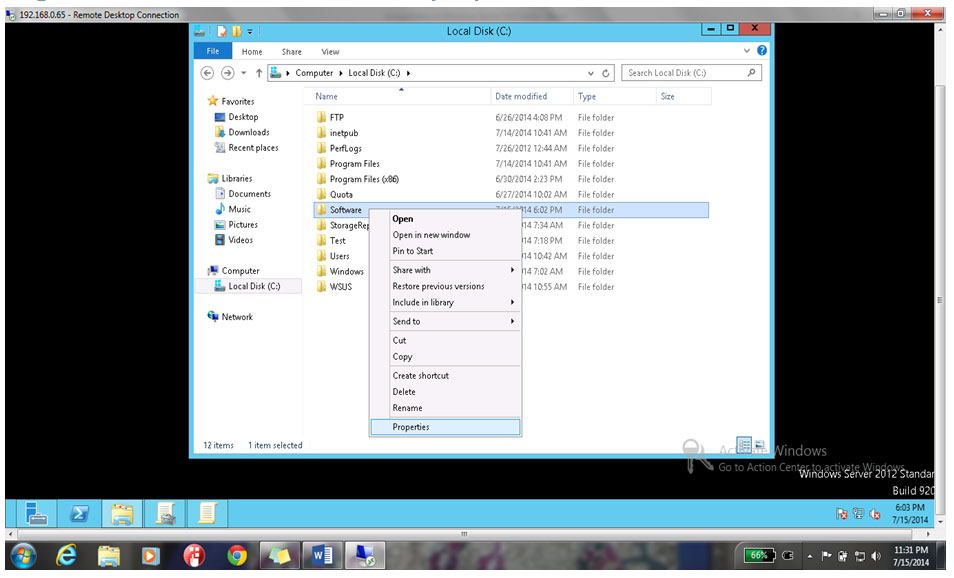 192.168.0.65 - Remote Desktop Connection
Local Disk (C:)
File Home Share View
Computer Local Disk (C:) Search Local Disk (C:)
Name Date modified Type Size
Favorites
Desktop
Downloads
Recent places
Libraries
Documents
Music
Pictures
Videos
Computer
Local Disk (C:)
Network
FTP 6/26/2014 4:08 PM File folder
inetpub 7/14/2014 10:41 AM File folder
PerfLogs 7/26/2012 12:44 AM File folder
Program Files 7/14/2014 10:41 AM File folder
Program Files (x86) 6/30/2014 2:23 PM File folder
Quota 6/27/2014 10:02 AM File folder
Software 7/15/2014 6:02 PM File folder
StorageRep 014 7:34 AM File folder
Test 014 7:18 PM File folder
Users 014 10:42 AM File folder
Windows 014 7:02 AM File folder
WSUS 014 10:55 AM File folder
Open
Open in new window
Pin to Start
Share with
Restore previous versions
Include in library
Send to
Cut
Copy
Create shortcut
Delete
Rename
Properties
12 items 1 item selected
Activate Windows
Go to Action Center to activate Windows.
Windows Server 2012 Standar
Build 920
6:03 PM
7/15/2014
66%
11:31 PM
7/15/2014